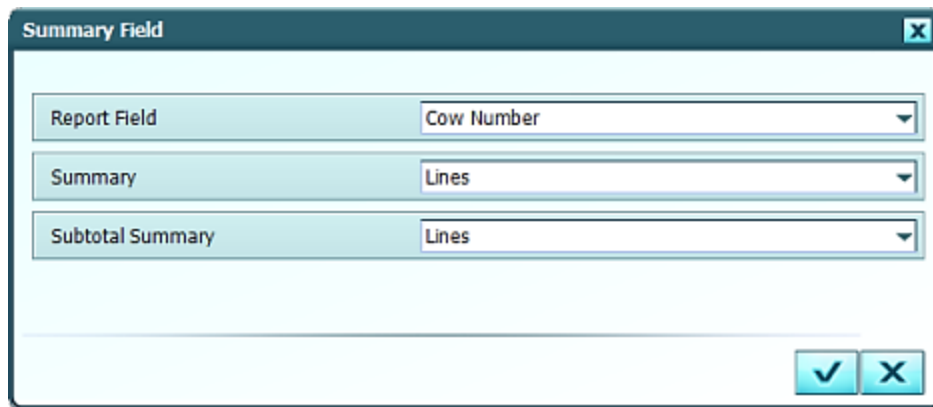 Summary Field
Report Field Cow Number
Summary Lines
Subtotal Summary Lines